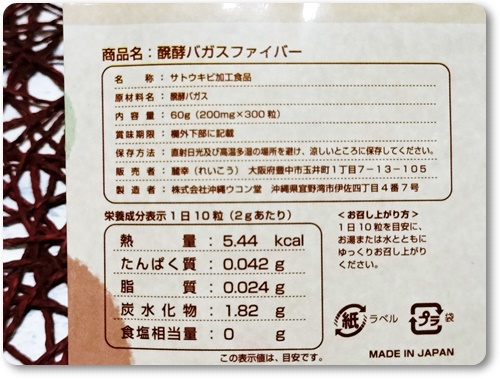 商品名：醗酵バガスファイバー
名　　称：サトウキビ加工食品
原材料名：醗酵バガス
内 容 量：60g（200mg×300粒）
賞味期限：欄外下部に記載
保存方法：直射日光及び高温多湿の場所を避け、涼しいところに保存してください。
販 売 者：麗幸（れいこう） 大阪府豊中市玉井町1丁目7－13－105
製 造 者：株式会社沖縄ウコン堂　沖縄県宜野湾市伊佐四丁目4番7号
栄養成分表示 1日10粒（2gあたり）
熱　　量：5.44 kcal
たんぱく質：0.042 g
脂　　質：0.024 g
炭水化物：1.82 g
食塩相当量：0 g
この表示値は、目安です。
＜お召し上がり方＞
1日10粒を目安に、
お湯または水とともに
ゆっくりお召し上がり
ください。
紙 ラベル
プラ 袋
MADE IN JAPAN